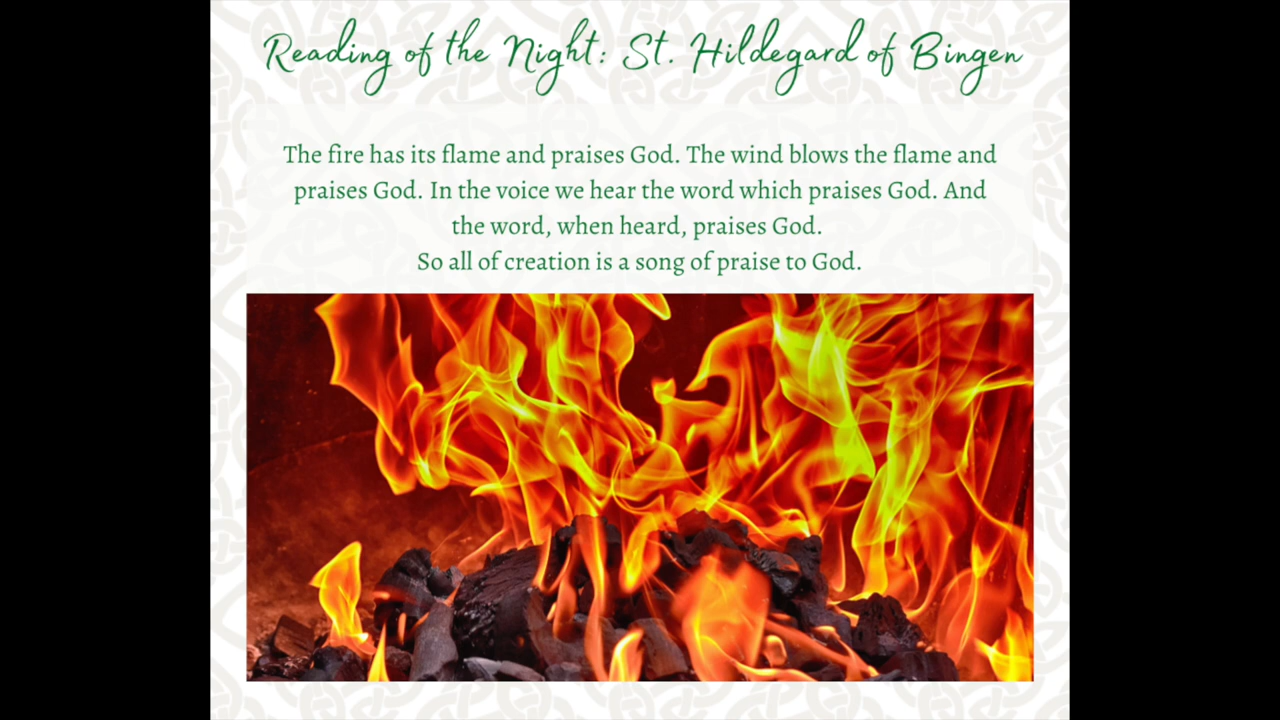 Reading of the Night: St. Hildegard of Bingen
The fire has its flame and praises God. The wind blows the flame and
praises God. In the voice we hear the word which praises God. And
the word, when heard, praises God.
So all of creation is a song of praise to God.